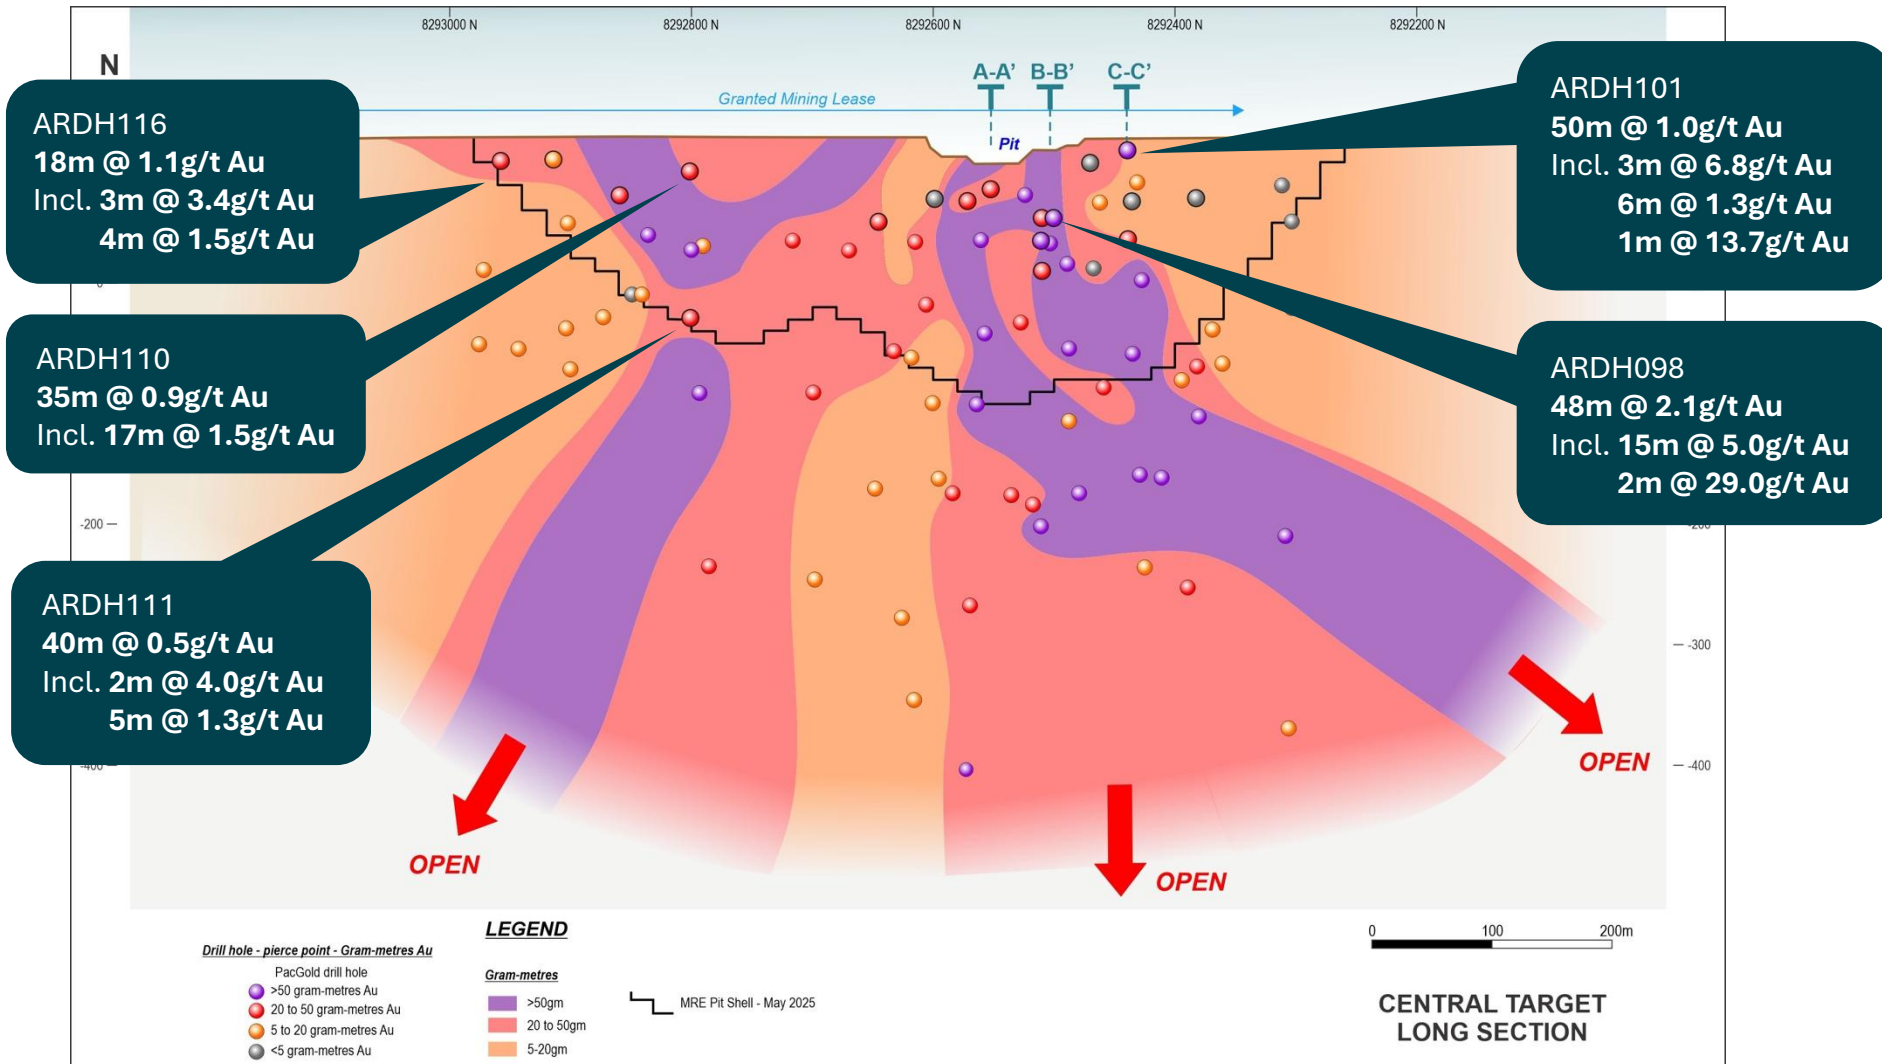 8293000 N
8292800 N
8292600 N
8292400 N
8292200 N
N
A-A’
B-B’
C-C’
Granted Mining Lease
Pit
ARDH116
18m @ 1.1g/t Au
Incl. 3m @ 3.4g/t Au
4m @ 1.5g/t Au
ARDH110
35m @ 0.9g/t Au
Incl. 17m @ 1.5g/t Au
ARDH111
40m @ 0.5g/t Au
Incl. 2m @ 4.0g/t Au
5m @ 1.3g/t Au
ARDH101
50m @ 1.0g/t Au
Incl. 3m @ 6.8g/t Au
6m @ 1.3g/t Au
1m @ 13.7g/t Au
ARDH098
48m @ 2.1g/t Au
Incl. 15m @ 5.0g/t Au
2m @ 29.0g/t Au
-200
-400
-200
-300
-400
OPEN
OPEN
OPEN
LEGEND
Drill hole - pierce point - Gram-metres Au
PacGold drill hole
>50 gram-metres Au
20 to 50 gram-metres Au
5 to 20 gram-metres Au
<5 gram-metres Au
Gram-metres
>50gm
20 to 50gm
5-20gm
MRE Pit Shell - May 2025
0 100 200m
CENTRAL TARGET
LONG SECTION